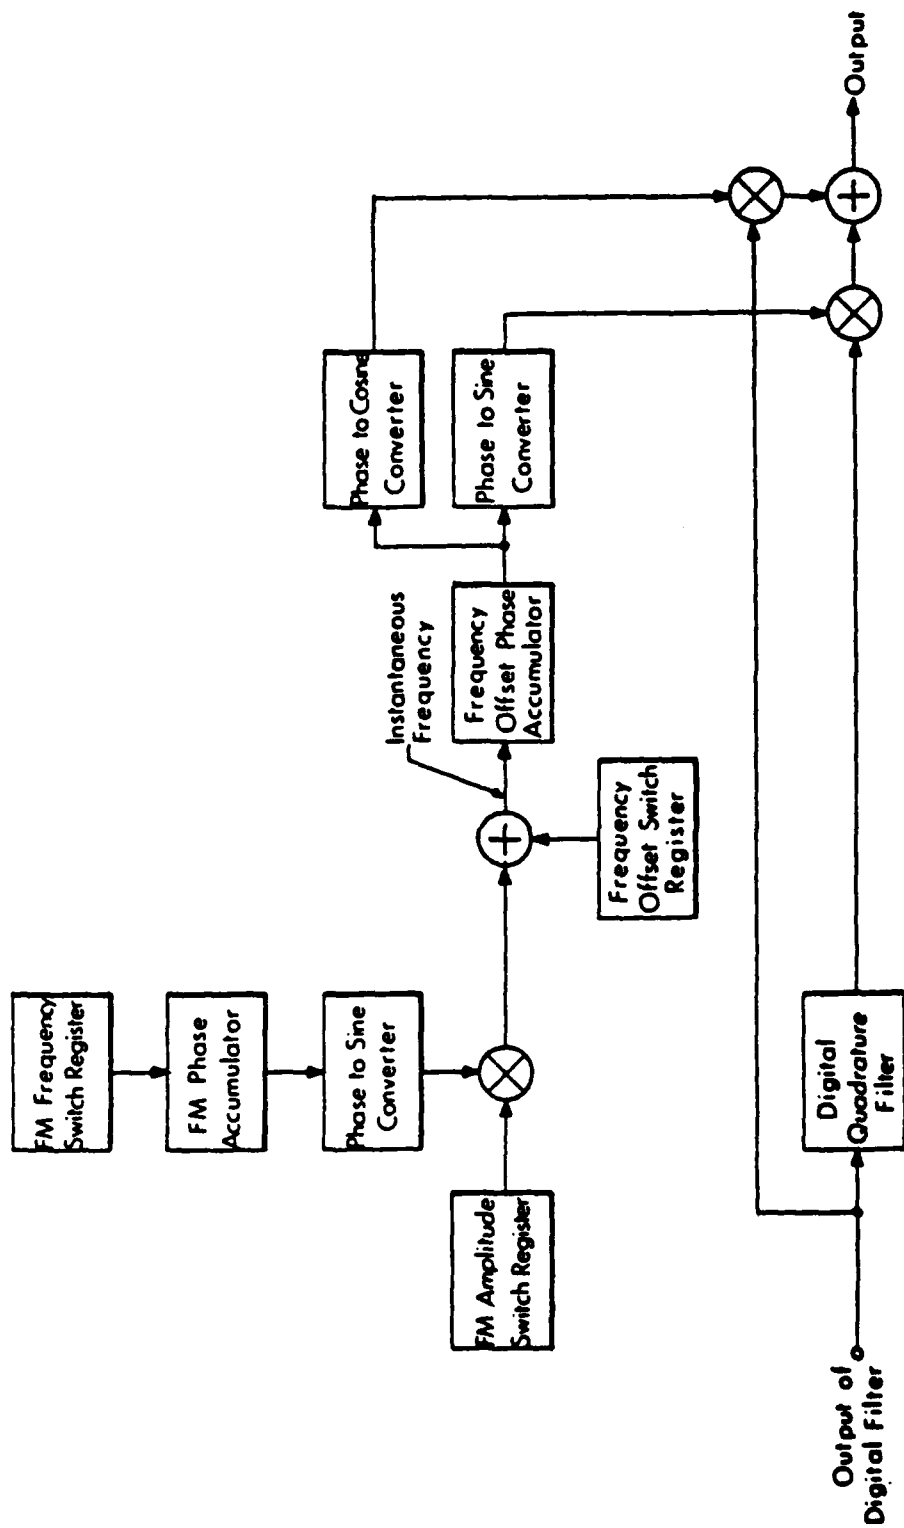 FM Frequency
Switch Register
FM Phase
Accumulator
Phase to Sine
Converter
FM Amplitude
Switch Register
Instantaneous
Frequency
Frequency
Offset Switch
Register
Frequency
Offset Phase
Accumulator
Phase to Cosine
Converter
Phase to Sine
Converter
Output of
Digital Filter
Digital
Quadrature
Filter
Output